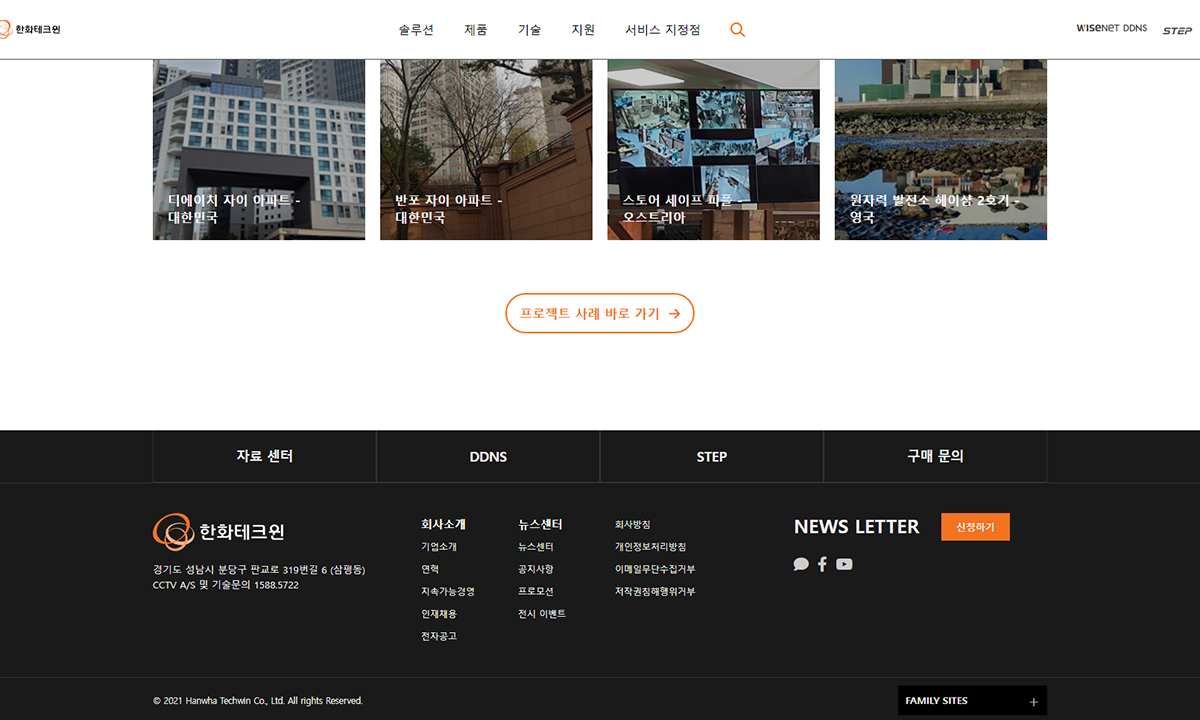 한화테크윈
솔루션 제품 기술 지원 서비스 지정점
WISENET DDNS STEP
디에이치 자이 아파트 -
대한민국
반포 자이 아파트 -
대한민국
스토어 세이프 피플 -
오스트리아
원자력 발전소 헤이샴 2호기 -
영국
프로젝트 사례 바로 가기
자료 센터
DDNS
STEP
구매 문의
한화테크윈
경기도 성남시 분당구 판교로 319번길 6 (삼평동)
CCTV A/S 및 기술문의 1588.5722
회사소개
기업소개
연혁
지속가능경영
인재채용
전자공고
뉴스센터
뉴스센터
공지사항
프로모션
전시 이벤트
회사방침
개인정보처리방침
이메일무단수집거부
저작권침해행위거부
NEWS LETTER
신청하기
© 2021 Hanwha Techwin Co., Ltd. All rights Reserved.
FAMILY SITES +